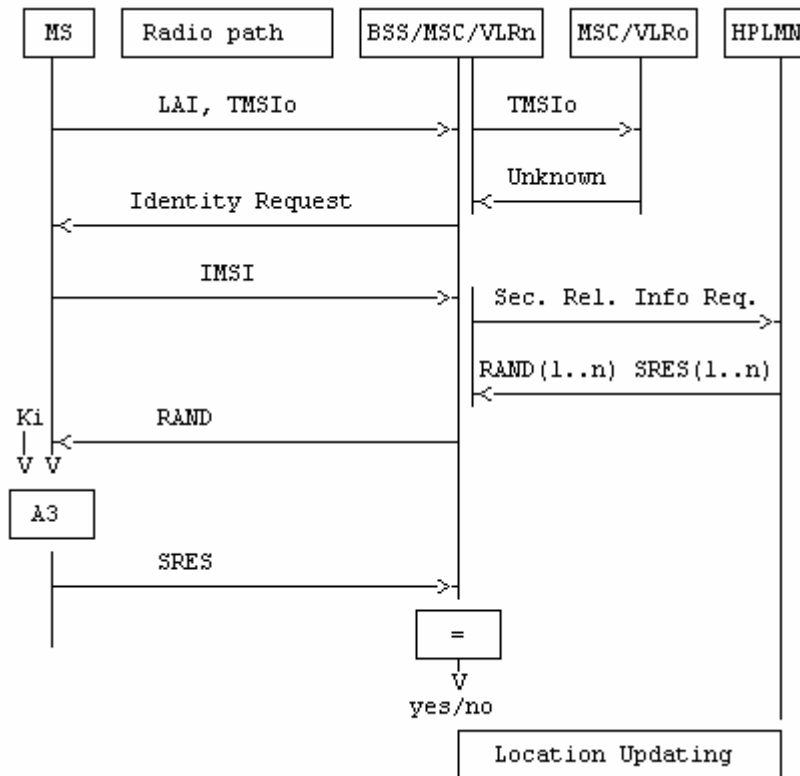 MS Radio path BSS/MSC/VLRn MSC/VLRo HPLMN
LAI, TMSIo TMSIo
Unknown
Identity Request
IMSI
Sec. Rel. Info Req.
RAND(1..n) SRES(1..n)
Ki RAND
A3
SRES
=
yes/no
Location Updating